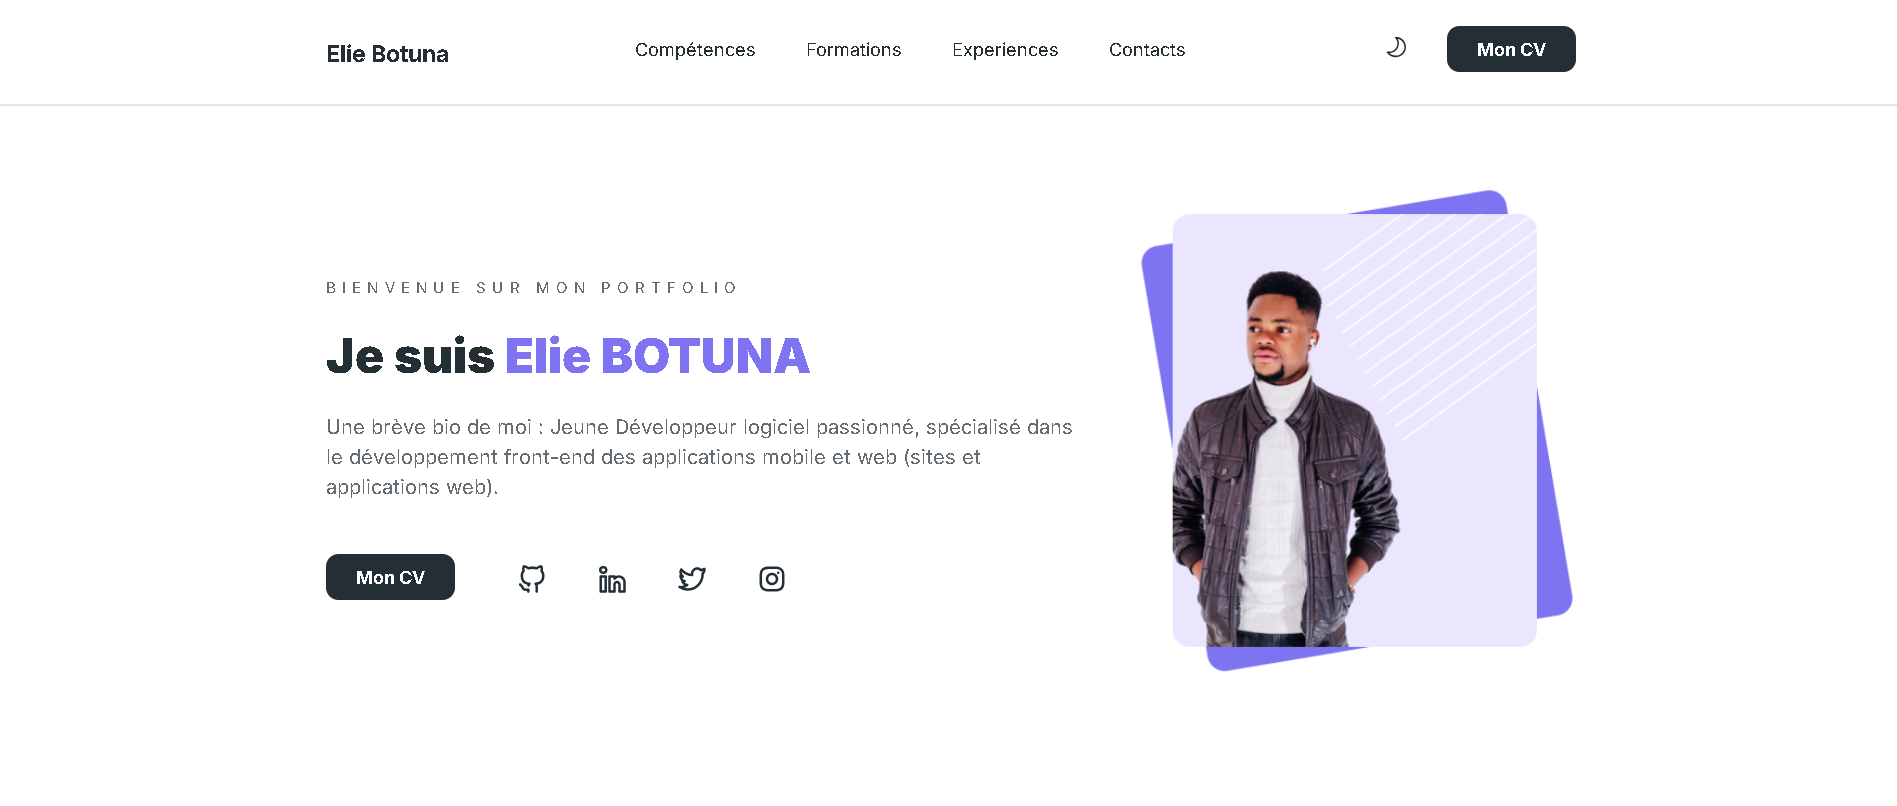 Elie Botuna
Compétences
Formations
Experiences
Contacts
Mon CV
BIENVENUE SUR MON PORTFOLIO
Je suis Elie BOTUNA
Une brève bio de moi : Jeune Développeur logiciel passionné, spécialisé dans
le développement front-end des applications mobile et web (sites et
applications web).
Mon CV